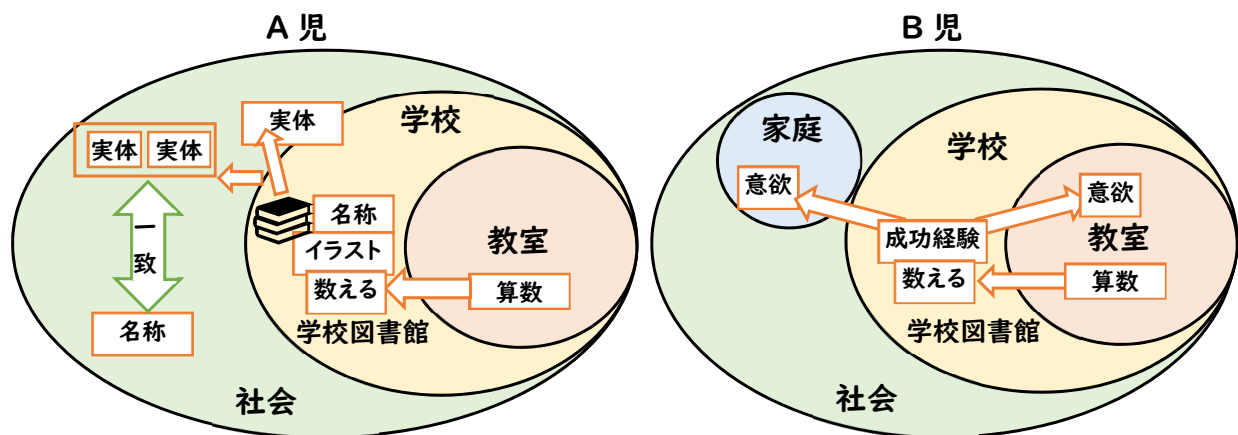 A 児
実体
学校
実体
実体
一致
名称
イラスト
教室
数える
算数
名称
学校図書館
社会
B 児
家庭
学校
意欲
意欲
成功経験
教室
数える
算数
学校図書館
社会